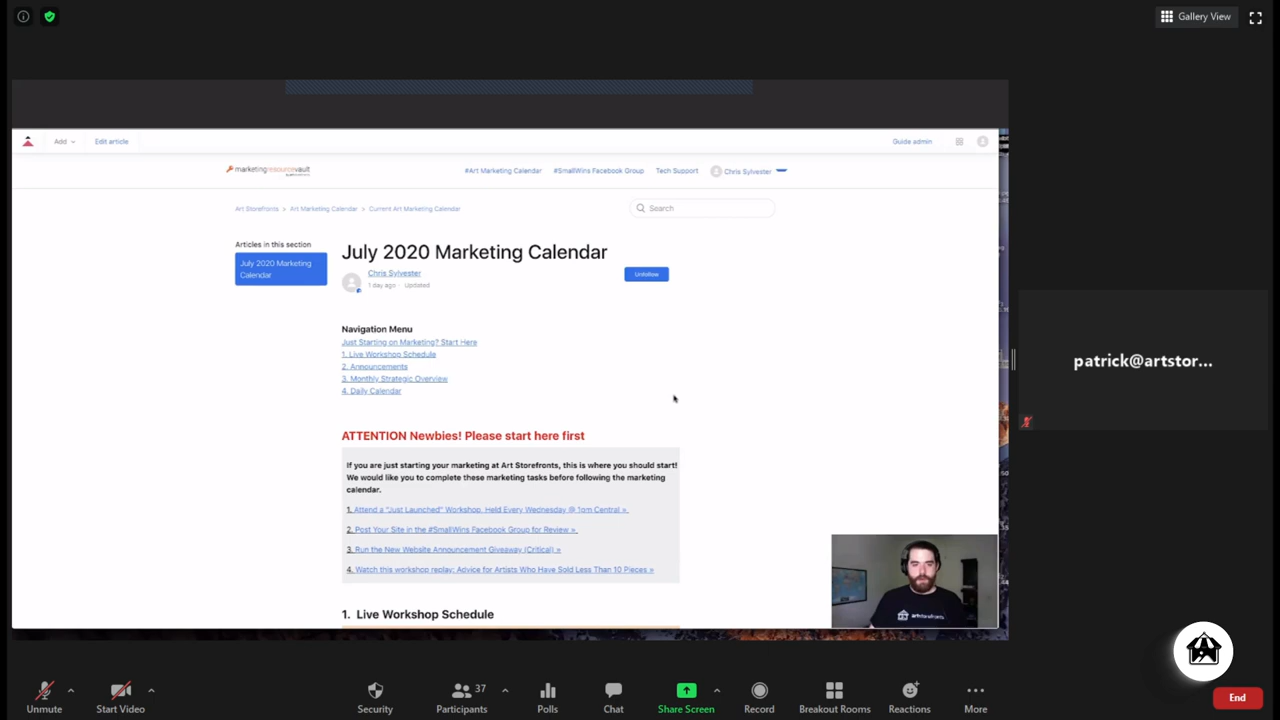 Gallery View
Add
Edit article
Guide admin
marketingresourcevault
#Art Marketing Calendar
#SmallWins Facebook Group
Tech Support
Chris Sylvester
Art Storefronts > Art Marketing Calendar > Current Art Marketing Calendar
Search
Articles in this section
July 2020 Marketing
Calendar
July 2020 Marketing Calendar
Chris Sylvester
1 day ago · Updated
Unfollow
Navigation Menu
Just Starting on Marketing? Start Here
1. Live Workshop Schedule
2. Announcements
3. Monthly Strategic Overview
4. Daily Calendar
patrick@artstor...
ATTENTION Newbies! Please start here first
If you are just starting your marketing at Art Storefronts, this is where you should start!
We would like you to complete these marketing tasks before following the marketing
calendar.
1. Attend a "Just Launched" Workshop, Held Every Wednesday @ 1pm Central »
2. Post Your Site in the #SmallWins Facebook Group for Review »
3. Run the New Website Announcement Giveaway (Critical) »
4. Watch this workshop replay: Advice for Artists Who Have Sold Less Than 10 Pieces »
artstorefronts
1. Live Workshop Schedule
Unmute
Start Video
Security
37
Participants
Polls
Chat
Share Screen
Record
Breakout Rooms
Reactions
More
End